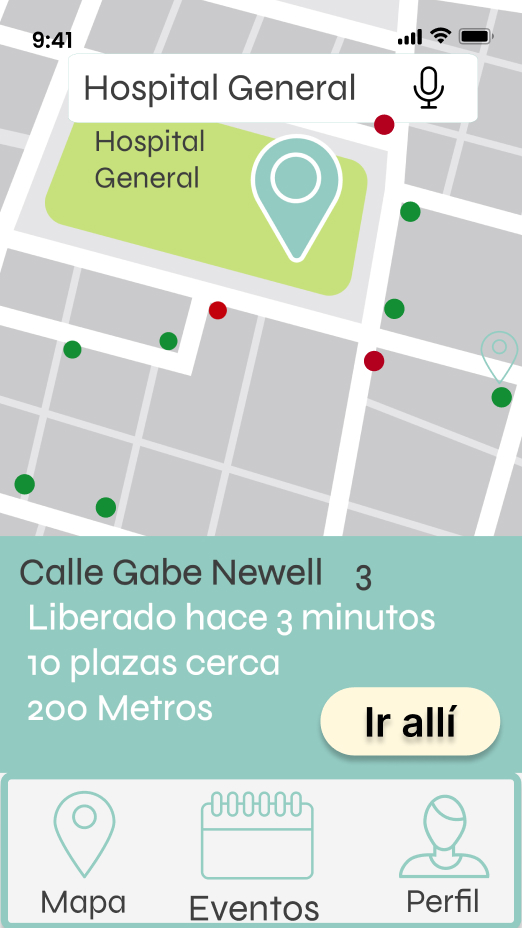 9:41
Hospital General
Hospital
General
Calle Gabe Newell 3
Liberado hace 3 minutos
10 plazas cerca
200 Metros
Ir allí
Mapa
Eventos
Perfil